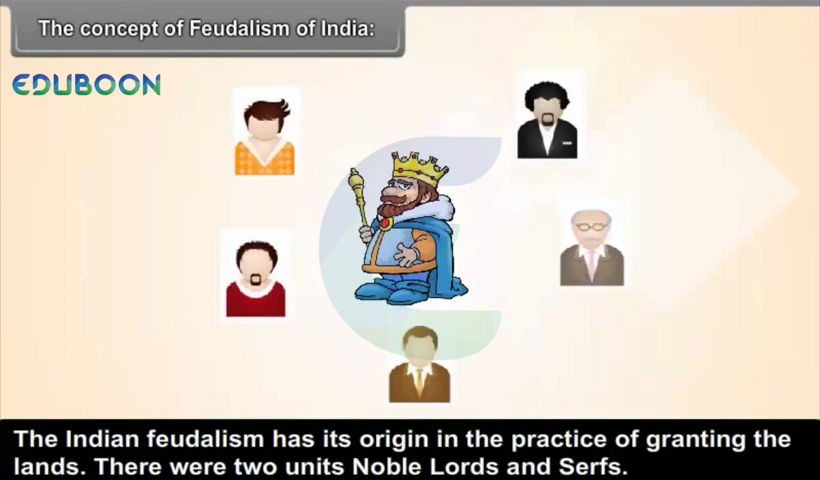 The concept of Feudalism of India:
EDUBOON
The Indian feudalism has its origin in the practice of granting the
lands. There were two units Noble Lords and Serfs.